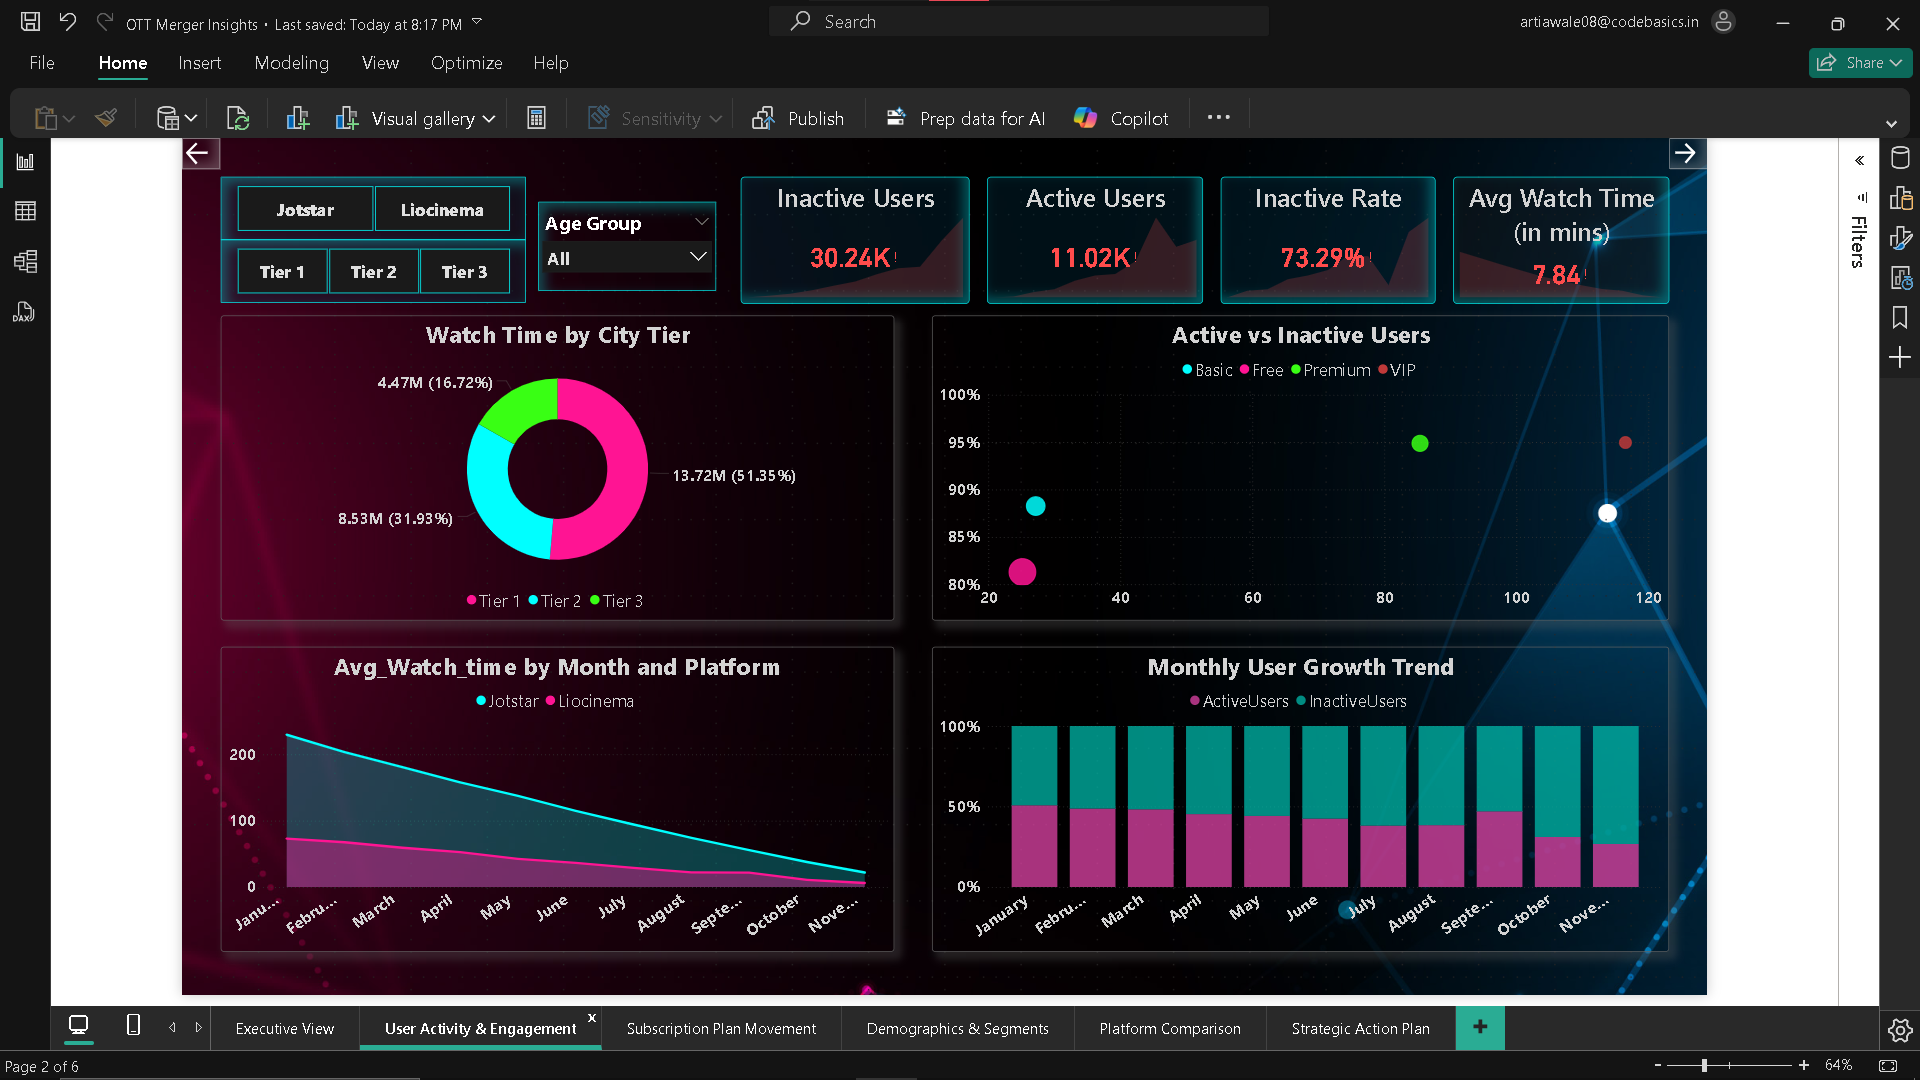 OTT Merger Insights • Last saved: Today at 8:17 PM
Search
artiawale08@codebasics.in
File Home Insert Modeling View Optimize Help
Share
Visual gallery
Sensitivity
Publish
Prep data for AI
Copilot
Jotstar Liocinema
Tier 1 Tier 2 Tier 3
Age Group
All
Inactive Users
30.24K!
Active Users
11.02K!
Inactive Rate
73.29%!
Avg Watch Time
(in mins)
7.84!
Filters
DAX
Watch Time by City Tier
4.47M (16.72%)
13.72M (51.35%)
8.53M (31.93%)
Tier 1 Tier 2 Tier 3
Active vs Inactive Users
Basic Free Premium VIP
100%
95%
90%
85%
80%
20 40 60 80 100 120
Avg_Watch_time by Month and Platform
Jotstar Liocinema
200
100
0
Janu... Febru... March April May June July August Septe... October Nove...
Monthly User Growth Trend
ActiveUsers InactiveUsers
100%
50%
0%
January Febru... March April May June July August Septe... October Nove...
Executive View User Activity & Engagement x Subscription Plan Movement Demographics & Segments Platform Comparison Strategic Action Plan +
Page 2 of 6
- + 64%